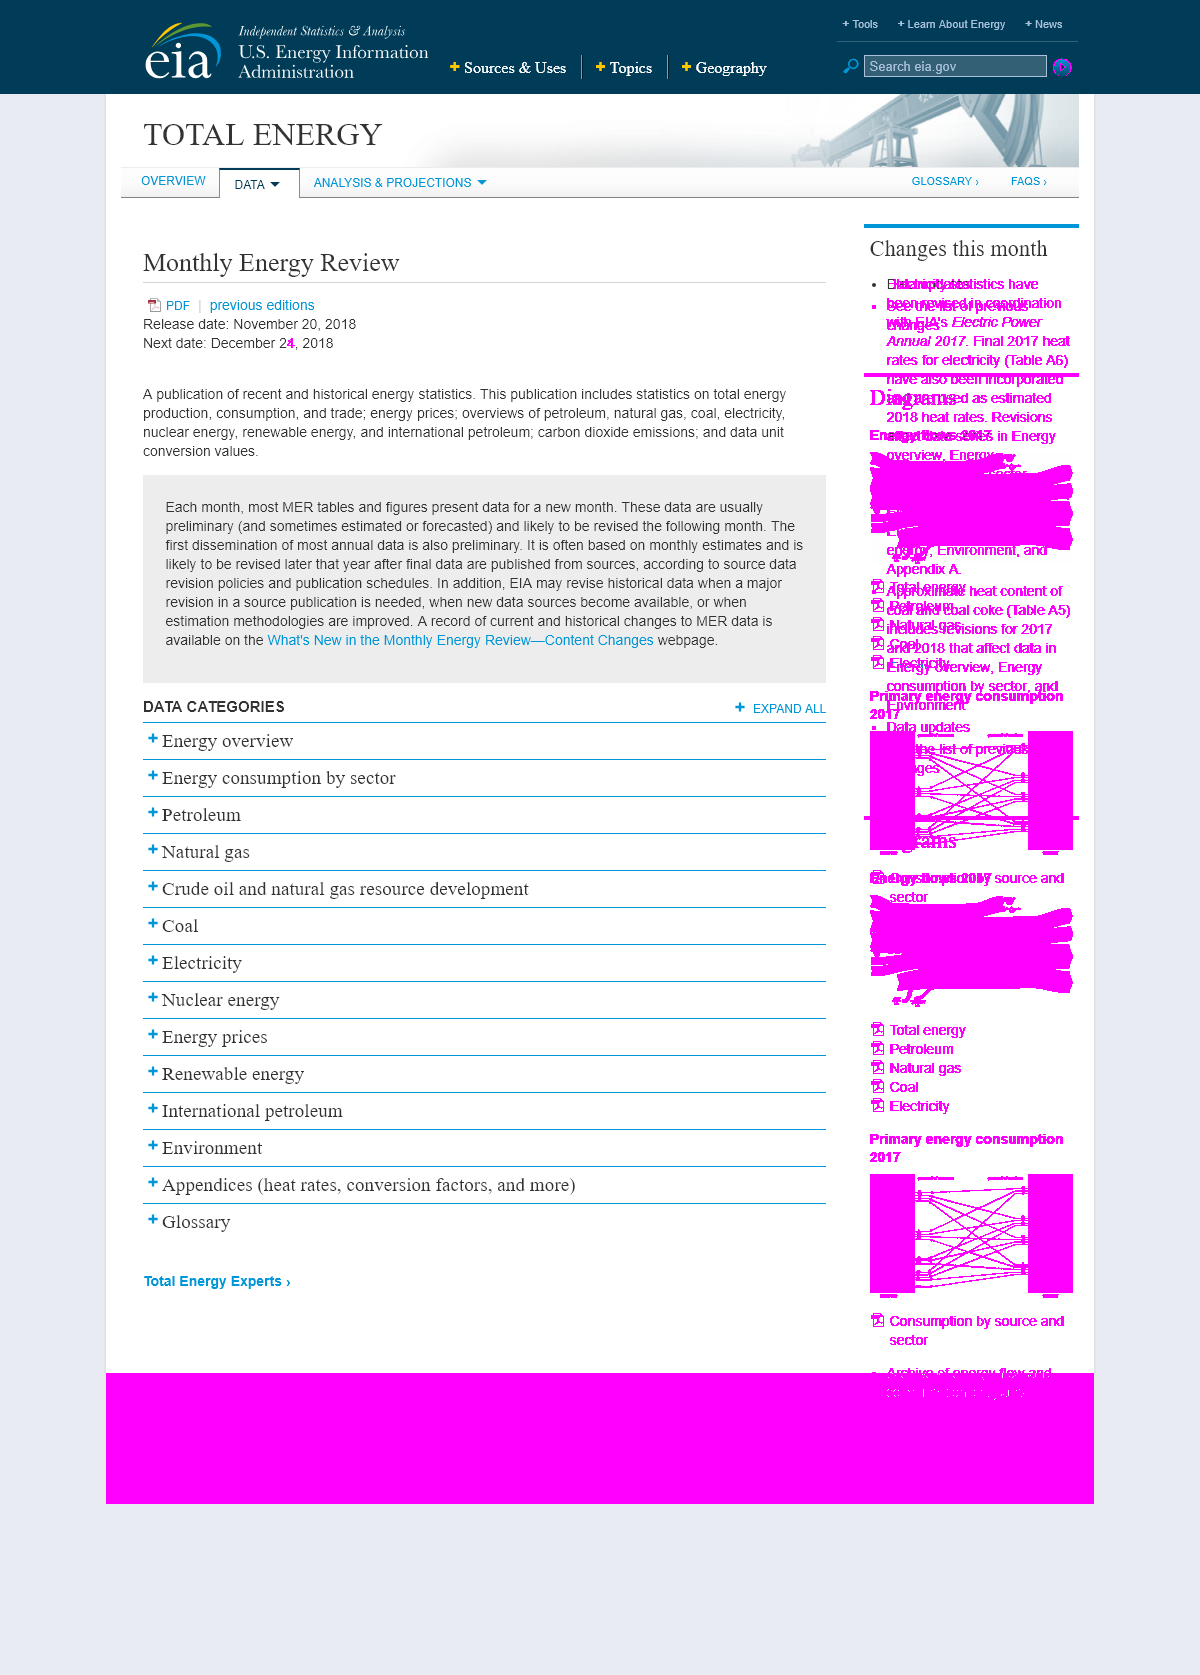 + Tools + Learn About Energy + News
Independent Statistics & Analysis
eia U.S. Energy Information
Administration
+ Sources & Uses + Topics + Geography
Search eia.gov
TOTAL ENERGY
OVERVIEW DATA ANALYSIS & PROJECTIONS GLOSSARY › FAQS ›
Monthly Energy Review
PDF | previous editions
Release date: November 20, 2018
Next date: December 24, 2018
A publication of recent and historical energy statistics. This publication includes statistics on total energy
production, consumption, and trade; energy prices; overviews of petroleum, natural gas, coal, electricity,
nuclear energy, renewable energy, and international petroleum; carbon dioxide emissions; and data unit
conversion values.
Each month, most MER tables and figures present data for a new month. These data are usually
preliminary (and sometimes estimated or forecasted) and likely to be revised the following month. The
first dissemination of most annual data is also preliminary. It is often based on monthly estimates and is
likely to be revised later that year after final data are published from sources, according to source data
revision policies and publication schedules. In addition, EIA may revise historical data when a major
revision in a source publication is needed, when new data sources become available, or when
estimation methodologies are improved. A record of current and historical changes to MER data is
available on the What's New in the Monthly Energy Review—Content Changes webpage.
DATA CATEGORIES + EXPAND ALL
+ Energy overview
+ Energy consumption by sector
+ Petroleum
+ Natural gas
+ Crude oil and natural gas resource development
+ Coal
+ Electricity
+ Nuclear energy
+ Energy prices
+ Renewable energy
+ International petroleum
+ Environment
+ Appendices (heat rates, conversion factors, and more)
+ Glossary
Total Energy Experts ›
Changes this month
statistics have
been revised in coordination
with EIA's Electric Power
Annual 2017. Final 2017 heat
rates for electricity (Table A6)
have also been incorporated
and used as estimated
2018 heat rates. Revisions
series in Energy
overview, Energy
energy, Environment, and
Appendix A.
Approximate heat content of
coal and coal coke (Table A5)
includes revisions for 2017
and 2018 that affect data in
Energy overview, Energy
consumption by sector, and
Environment
Primary energy consumption
2017
Data updates
the list of previous
Energy flows 2017
by source and
sector
Total energy
Petroleum
Natural gas
Coal
Electricity
Primary energy consumption
2017
Consumption by source and
sector
Archive of energy flow and